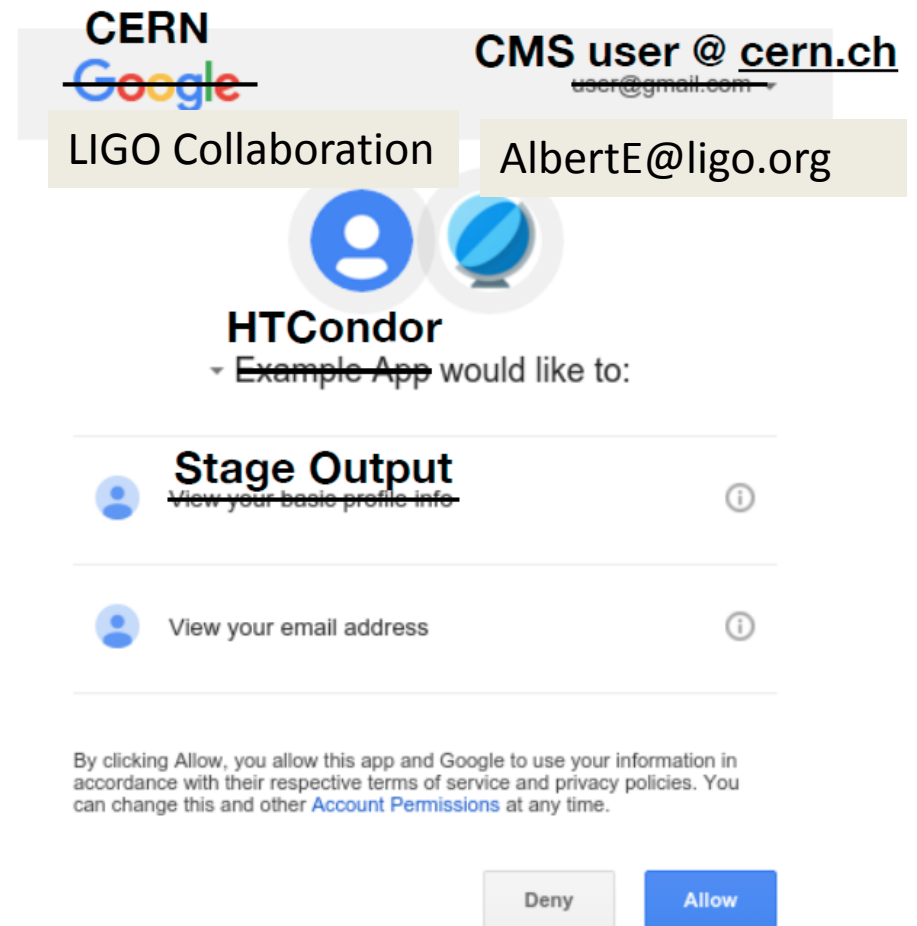 CERN
Google
CMS user @ cern.ch
user@gmail.com
LIGO Collaboration
AlbertE@ligo.org
HTCondor
Example App would like to:
Stage Output
View your basic profile info
View your email address
By clicking Allow, you allow this app and Google to use your information in
accordance with their respective terms of service and privacy policies. You
can change this and other Account Permissions at any time.
Deny
Allow